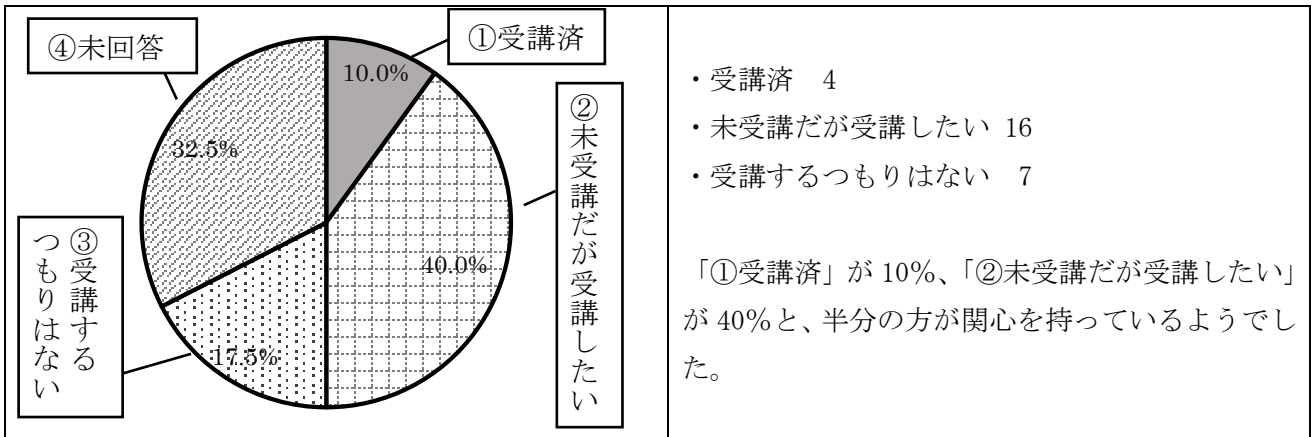 ④未回答
①受講済
10.0%
32.5%
②未受講だが受講したい
40.0%
③受講する
つもりはない
17.5%
・受講済　4
・未受講だが受講したい 16
・受講するつもりはない　7
「①受講済」が 10%、「②未受講だが受講したい」
が 40%と、半分の方が関心を持っているようでし
た。